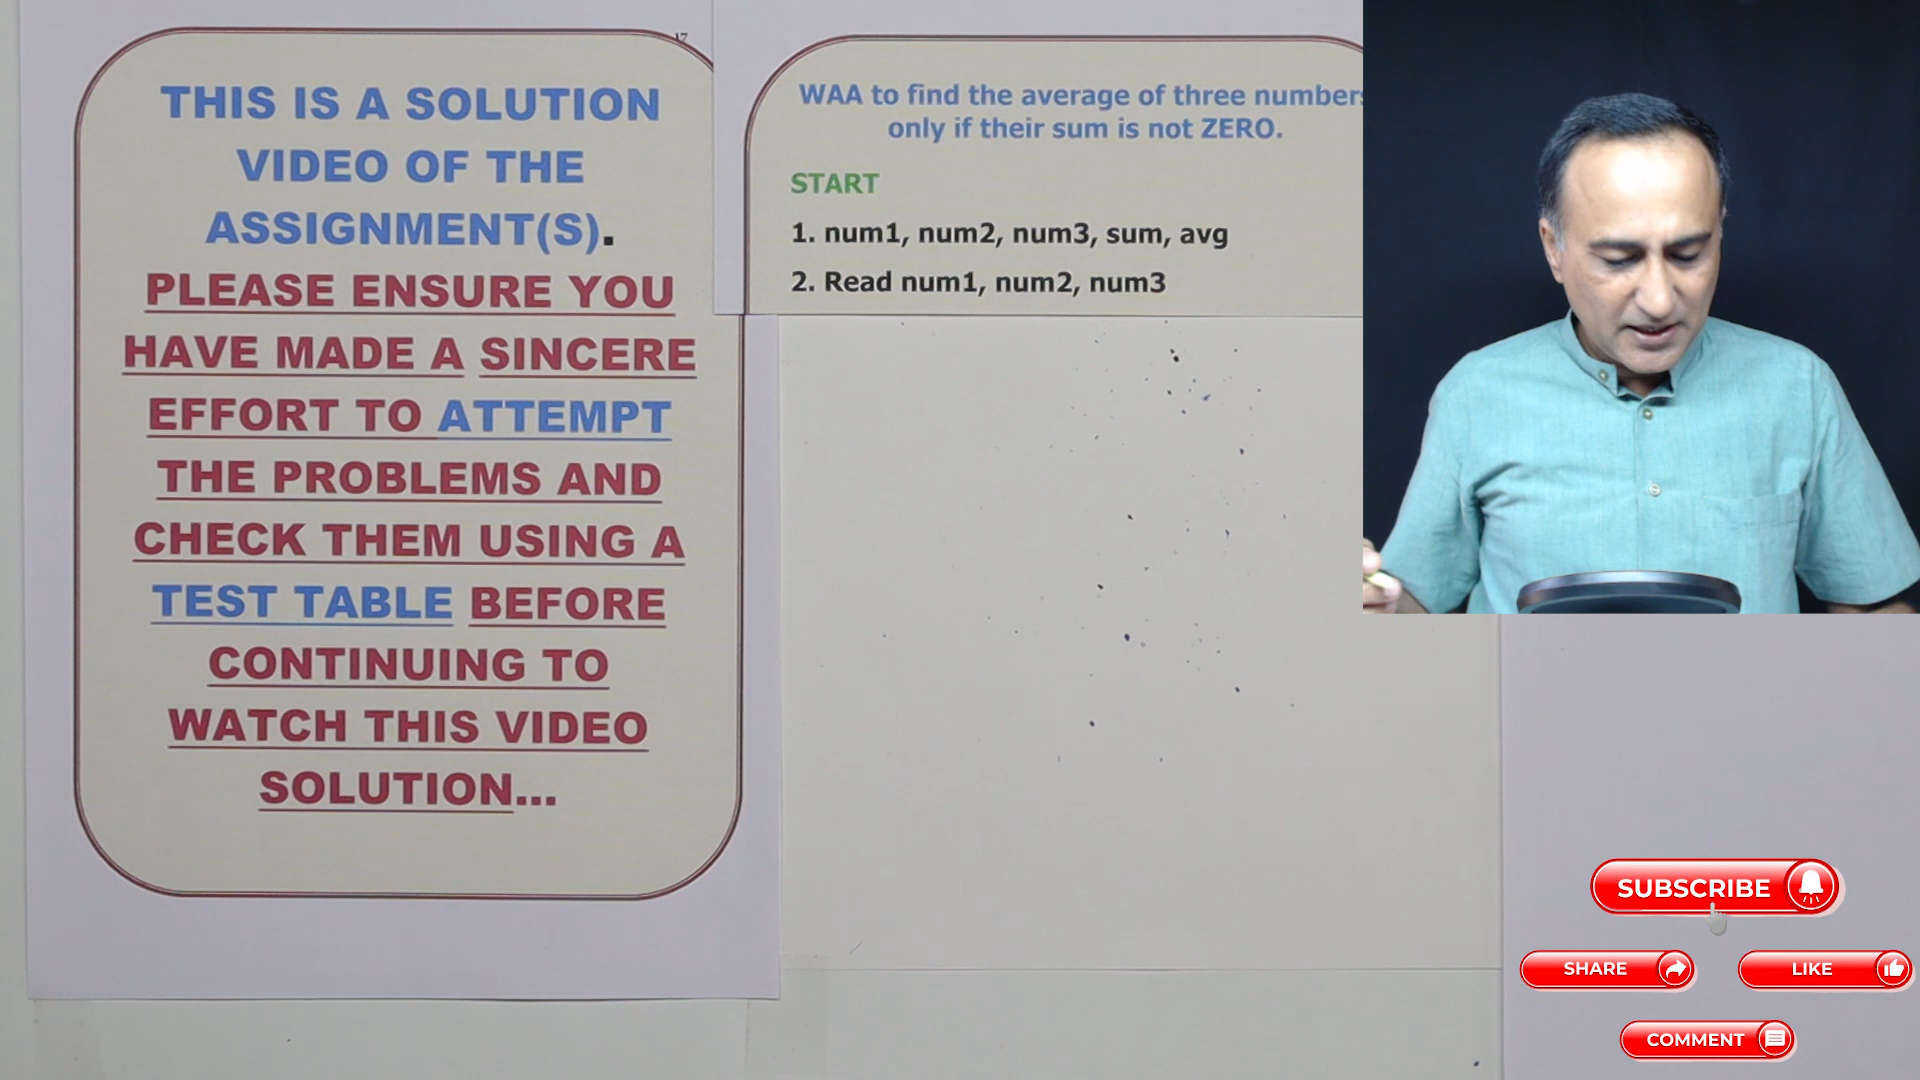 17
THIS IS A SOLUTION
VIDEO OF THE
ASSIGNMENT(S).
PLEASE ENSURE YOU
HAVE MADE A SINCERE
EFFORT TO ATTEMPT
THE PROBLEMS AND
CHECK THEM USING A
TEST TABLE BEFORE
CONTINUING TO
WATCH THIS VIDEO
SOLUTION...
WAA to find the average of three numbers
only if their sum is not ZERO.
START
1. num1, num2, num3, sum, avg
2. Read num1, num2, num3
SUBSCRIBE
SHARE
LIKE
COMMENT